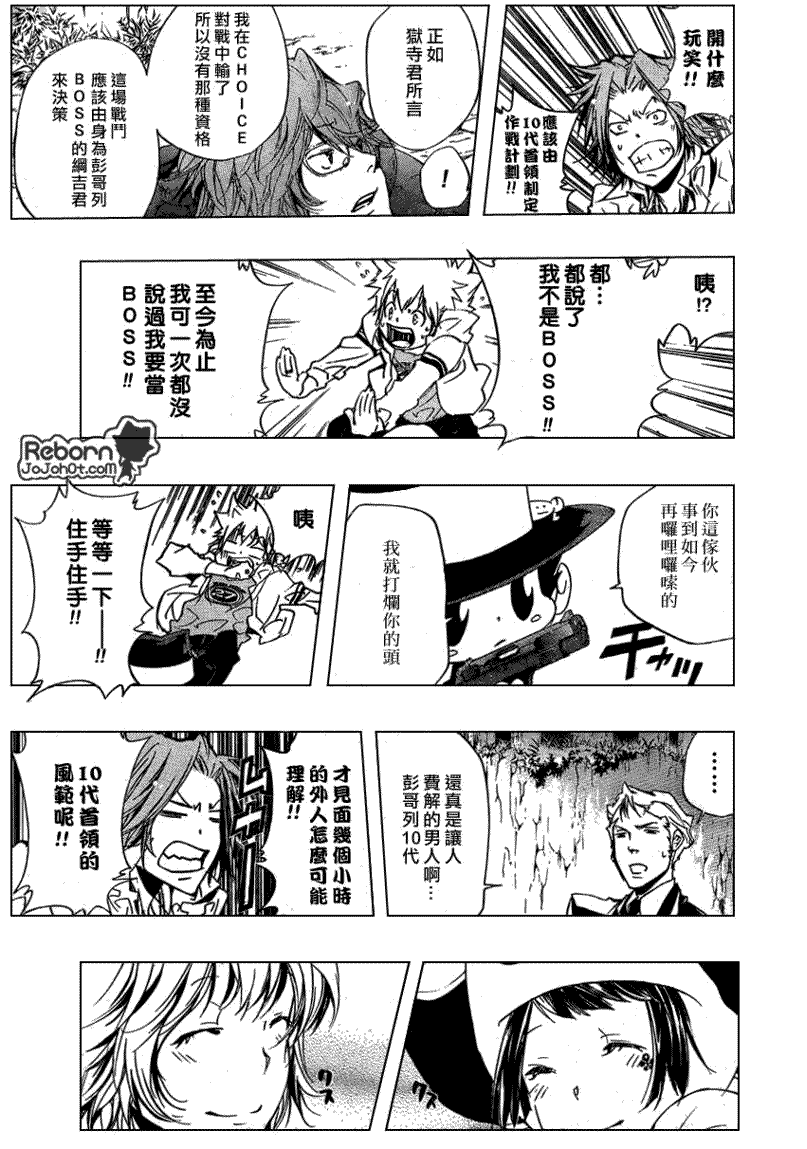 開什麼
玩笑!!
應該由
10代首領制定
作戰計劃!!
正如
獄寺君所言
!
我在CHOICE
對戰中輸了
所以沒有那種資格
這場戰鬥
應該由身為彭哥列
BOSS的綱吉君
來決策
咦
!?
都…
都說了
我不是BOSS!!
至今為止
我可一次都沒
說過我要當
BOSS!!
Reborn
JoJohot.com
你這傢伙
事到如今
再囉哩囉嗦的
チャッ
我就打爛你的頭
咦
等等一下——!!
住手住手!!
……
還真是讓人
費解的男人啊…
彭哥列10代
才見面幾個小時
的外人怎麼可能
理解!!
10代首領的
風範呢!!
クス
クス